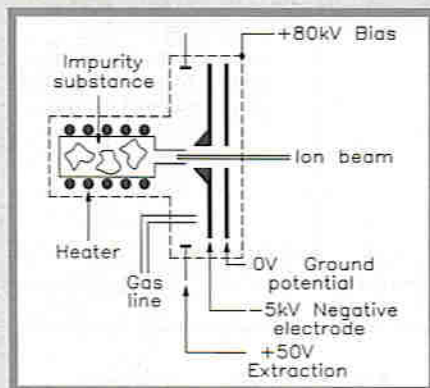 +80kV Bias
Impurity
substance
Ion beam
Heater
Gas
line
0V Ground
potential
-5kV Negative
electrode
+50V
Extraction